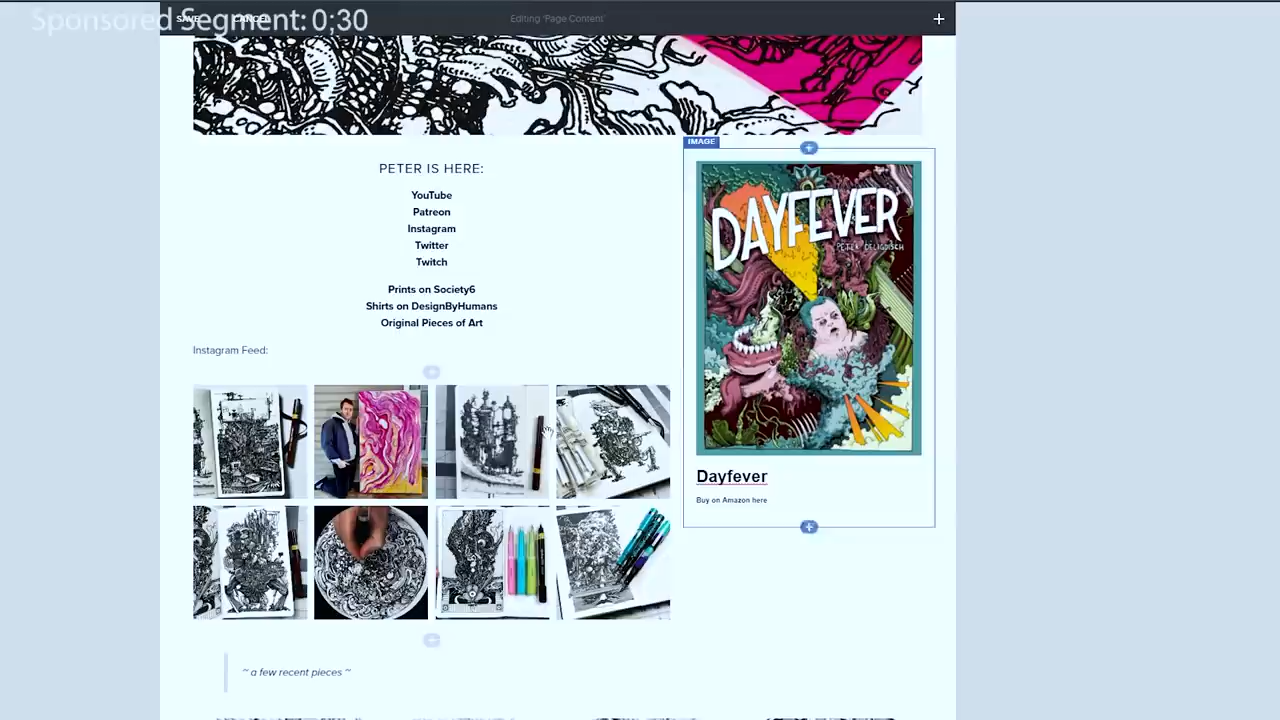 Sponsored Segment: 0;30
SAVE CANCEL
Editing 'Page Content'
IMAGE
PETER IS HERE:
YouTube
Patreon
Instagram
Twitter
Twitch
Prints on Society6
Shirts on DesignByHumans
Original Pieces of Art
Instagram Feed:
DAYFEVER
PETER DELIGDISCH
Dayfever
Buy on Amazon here
~ a few recent pieces ~